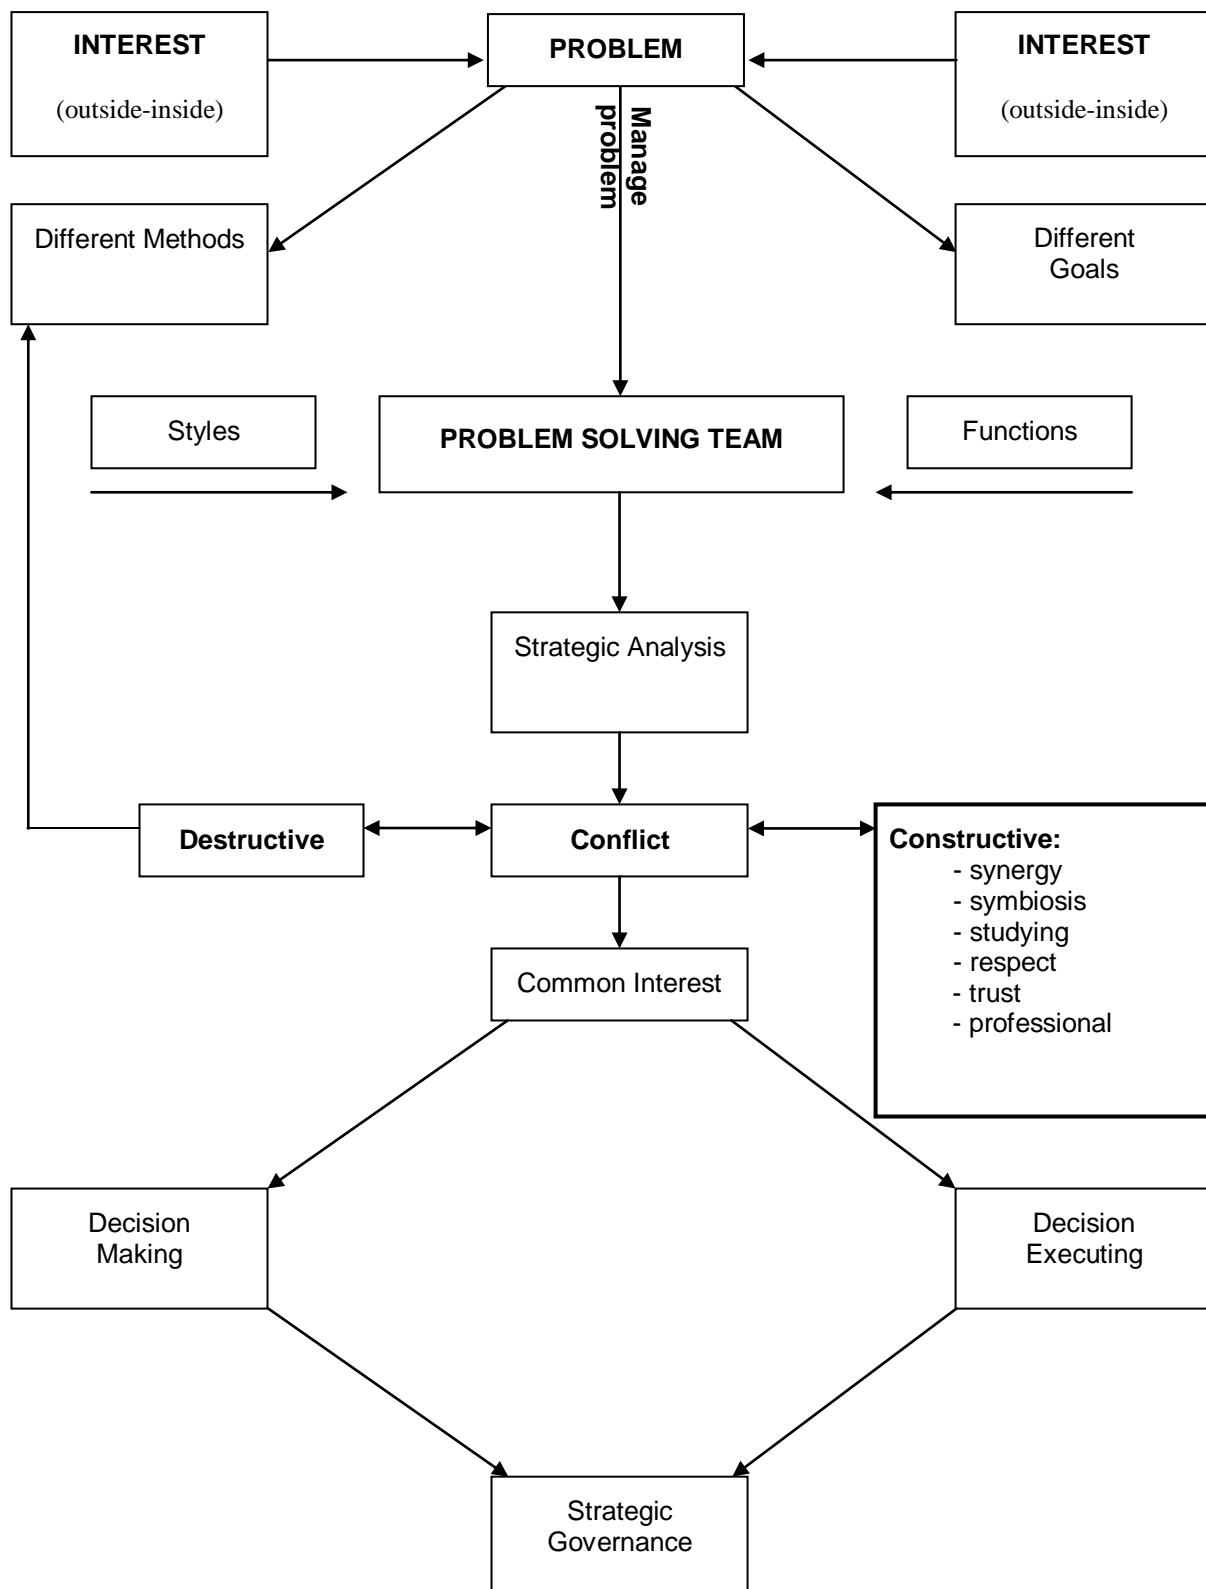 INTEREST
(outside-inside)
PROBLEM
INTEREST
(outside-inside)
Manage
problem
Different Methods
Different
Goals
Styles
PROBLEM SOLVING TEAM
Functions
Strategic Analysis
Destructive
Conflict
Constructive:
- synergy
- symbiosis
- studying
- respect
- trust
- professional
Common Interest
Decision
Making
Decision
Executing
Strategic
Governance